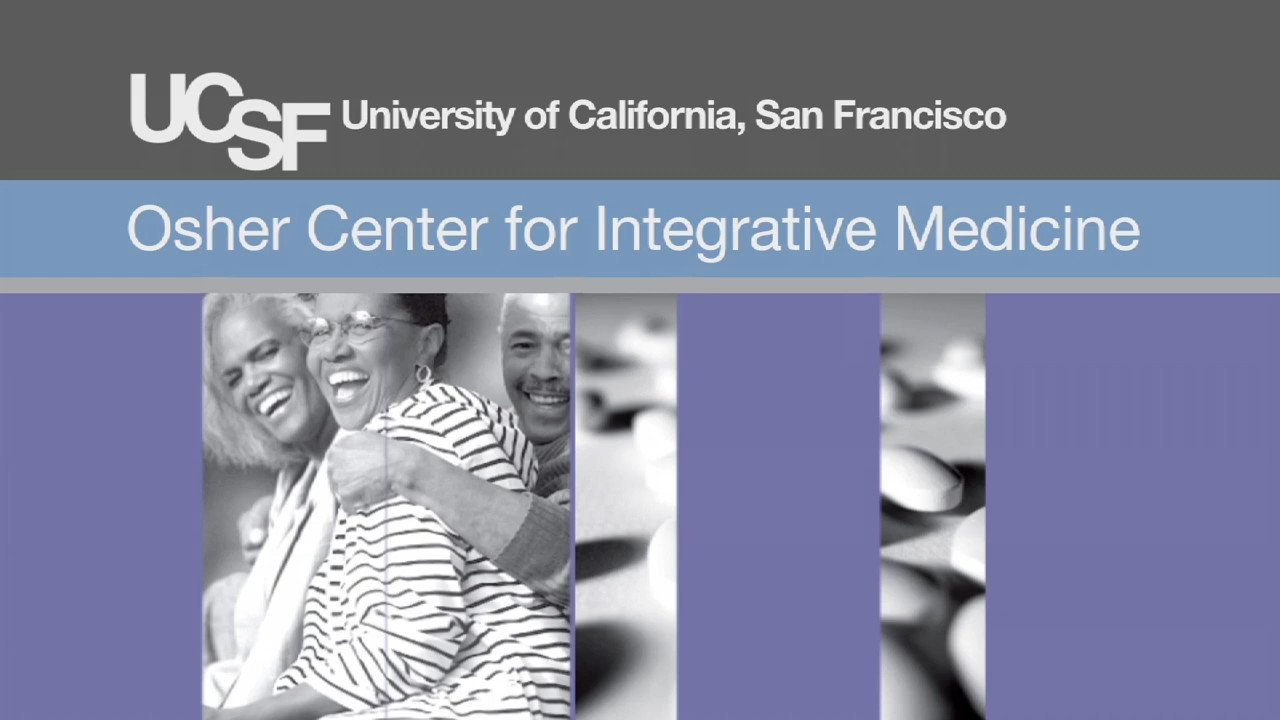 UCSF University of California, San Francisco
Osher Center for Integrative Medicine